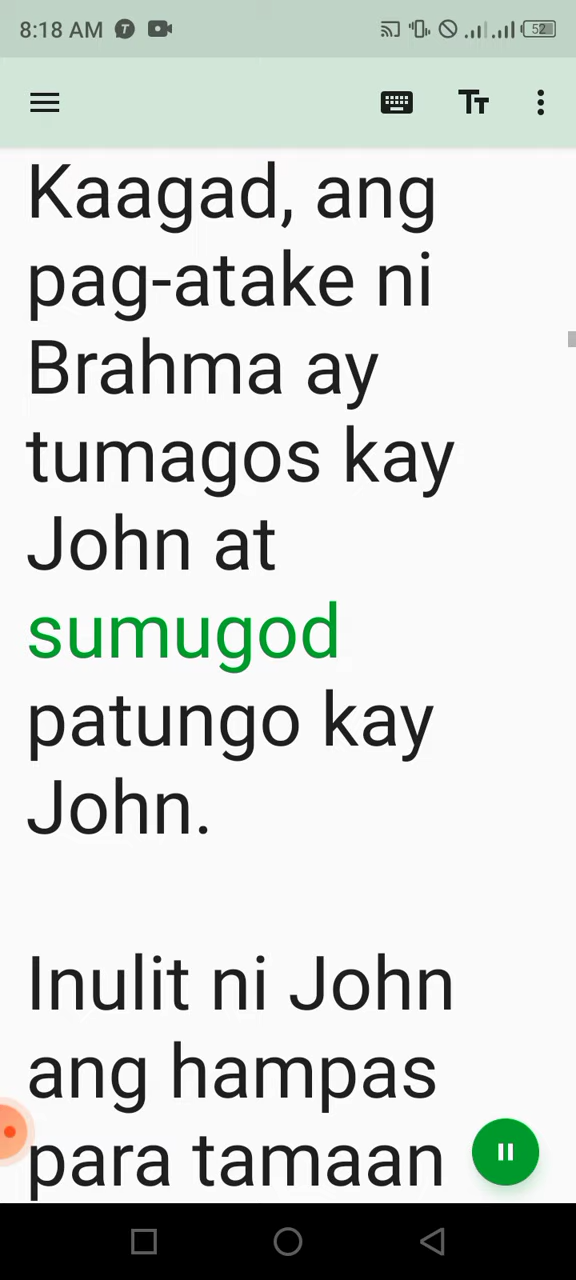 8:18 AM
52
Kaagad, ang
pag-atake ni
Brahma ay
tumagos kay
John at
sumugod
patungo kay
John.
Inulit ni John
ang hampas
para tamaan